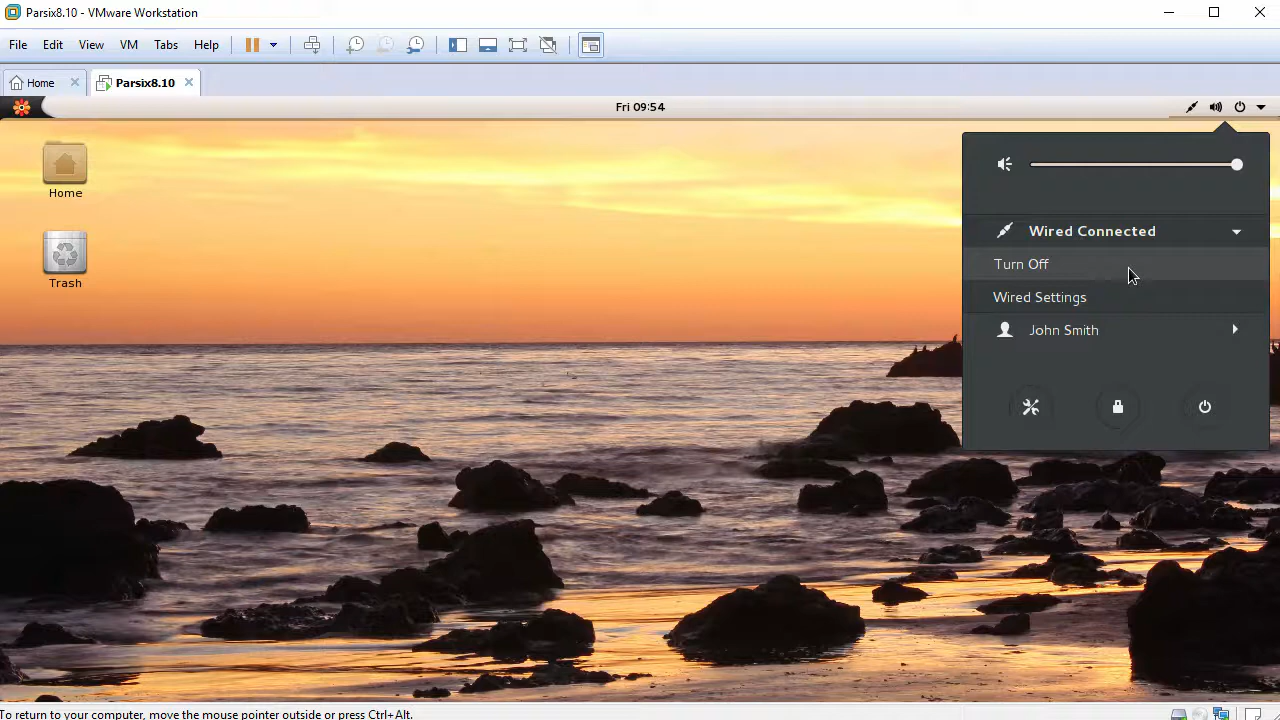 Parsix8.10 - VMware Workstation
File Edit View VM Tabs Help
Home Parsix8.10
Fri 09:54
Home
Trash
Wired Connected
Turn Off
Wired Settings
John Smith
To return to your computer, move the mouse pointer outside or press Ctrl+Alt.